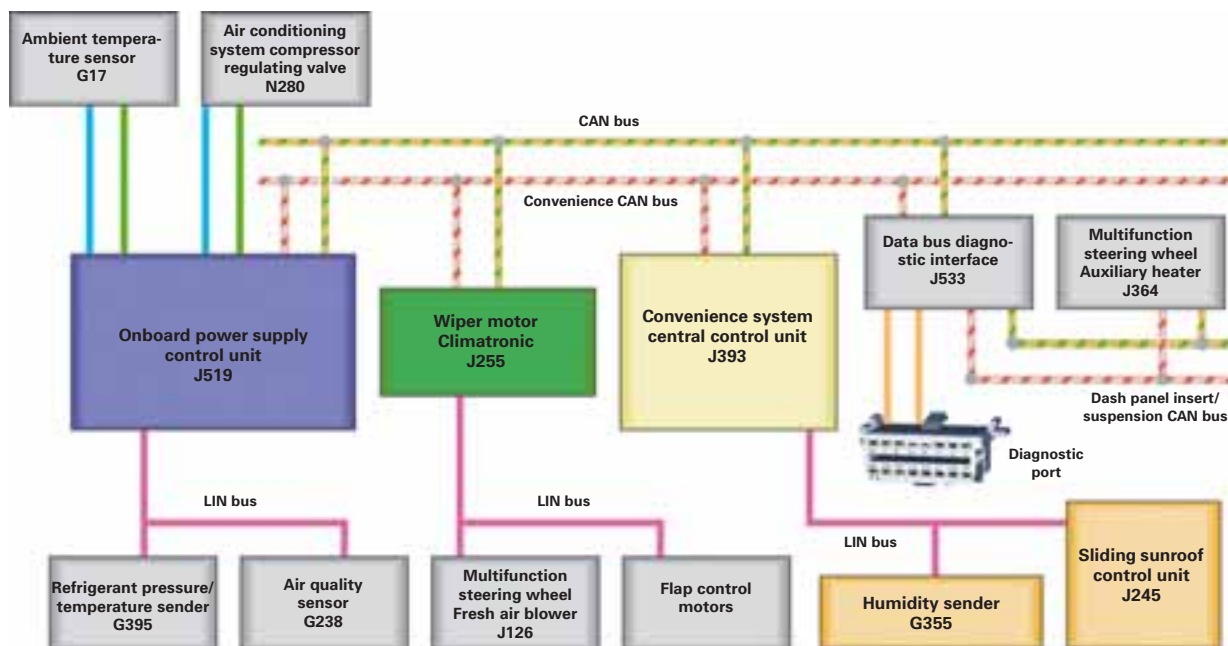 Ambient tempera-
ture sensor
G17
Air conditioning
system compressor
regulating valve
N280
CAN bus
Convenience CAN bus
Data bus diagno-
stic interface
J533
Multifunction
steering wheel
Auxiliary heater
J364
Onboard power supply
control unit
J519
Wiper motor
Climatronic
J255
Convenience system
central control unit
J393
Dash panel insert/
suspension CAN bus
Diagnostic
port
LIN bus
LIN bus
LIN bus
Refrigerant pressure/
temperature sender
G395
Air quality
sensor
G238
Multifunction
steering wheel
Fresh air blower
J126
Flap control
motors
Humidity sender
G355
Sliding sunroof
control unit
J245